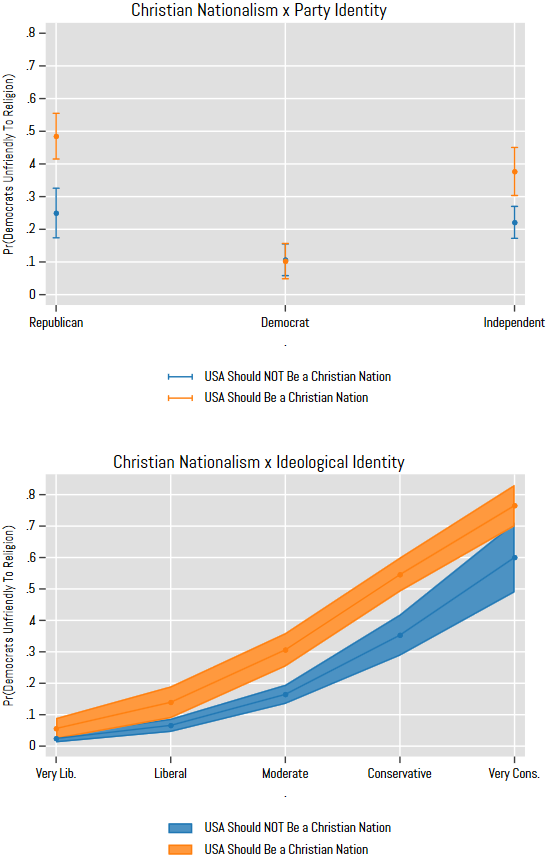 Christian Nationalism x Party Identity
Pr(Democrats Unfriendly To Religion)
.8
.7
.6
.5
.4
.3
.2
.1
0
Republican Democrat Independent
.
USA Should NOT Be a Christian Nation
USA Should Be a Christian Nation
Christian Nationalism x Ideological Identity
Pr(Democrats Unfriendly To Religion)
.8
.7
.6
.5
.4
.3
.2
.1
0
Very Lib. Liberal Moderate Conservative Very Cons.
.
USA Should NOT Be a Christian Nation
USA Should Be a Christian Nation